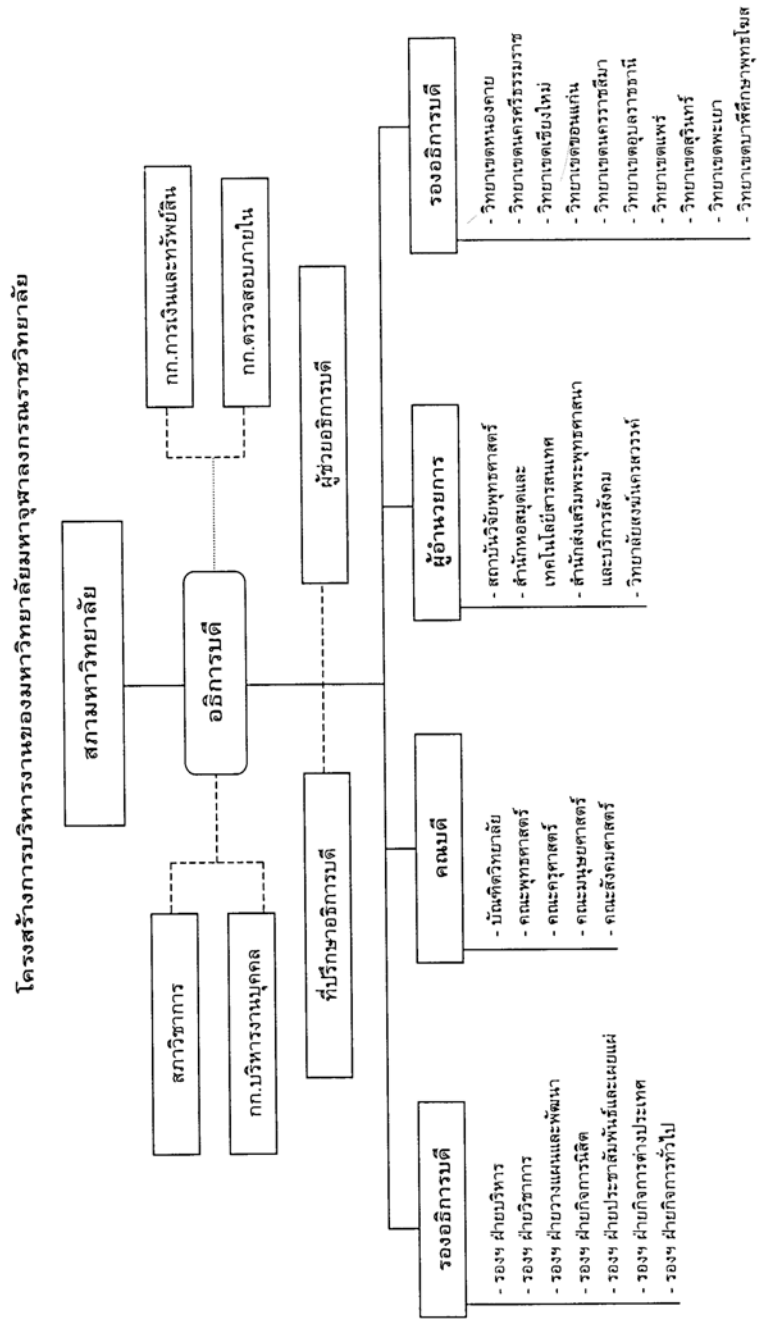 โครงสร้างการบริหารงานของมหาวิทยาลัยมหาจุฬาลงกรณราชวิทยาลัย
สภามหาวิทยาลัย
อธิการบดี
สภาวิชาการ
กก.บริหารงานบุคคล
กก.การเงินและทรัพย์สิน
กก.ตรวจสอบภายใน
ที่ปรึกษาอธิการบดี
ผู้ช่วยอธิการบดี
รองอธิการบดี
- รองฯ ฝ่ายบริหาร
- รองฯ ฝ่ายวิชาการ
- รองฯ ฝ่ายวางแผนและพัฒนา
- รองฯ ฝ่ายกิจการนิสิต
- รองฯ ฝ่ายประชาสัมพันธ์และเผยแผ่
- รองฯ ฝ่ายกิจการต่างประเทศ
- รองฯ ฝ่ายกิจการทั่วไป
คณบดี
- บัณฑิตวิทยาลัย
- คณะพุทธศาสตร์
- คณะครุศาสตร์
- คณะมนุษยศาสตร์
- คณะสังคมศาสตร์
ผู้อำนวยการ
- สถาบันวิจัยพุทธศาสตร์
- สำนักหอสมุดและ
เทคโนโลยีสารสนเทศ
- สำนักส่งเสริมพระพุทธศาสนา
และบริการสังคม
- วิทยาลัยสงฆ์นครสวรรค์
รองอธิการบดี
- วิทยาเขตหนองคาย
- วิทยาเขตนครศรีธรรมราช
- วิทยาเขตเชียงใหม่
- วิทยาเขตขอนแก่น
- วิทยาเขตนครราชสีมา
- วิทยาเขตอุบลราชธานี
- วิทยาเขตแพร่
- วิทยาเขตสุรินทร์
- วิทยาเขตพะเยา
- วิทยาเขตบาฬีศึกษาพุทธโฆส